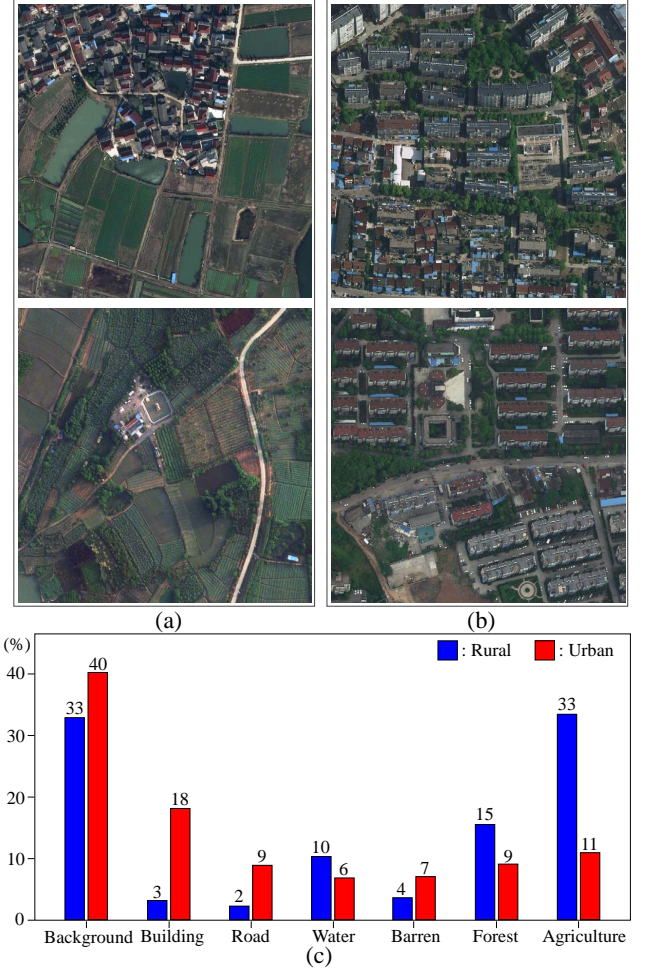 (a)
(b)
(%)
: Rural
: Urban
40
30
20
10
0
33
40
3
18
2
9
10
6
4
7
15
9
33
11
Background
Building
Road
Water
Barren
Forest
Agriculture
(c)